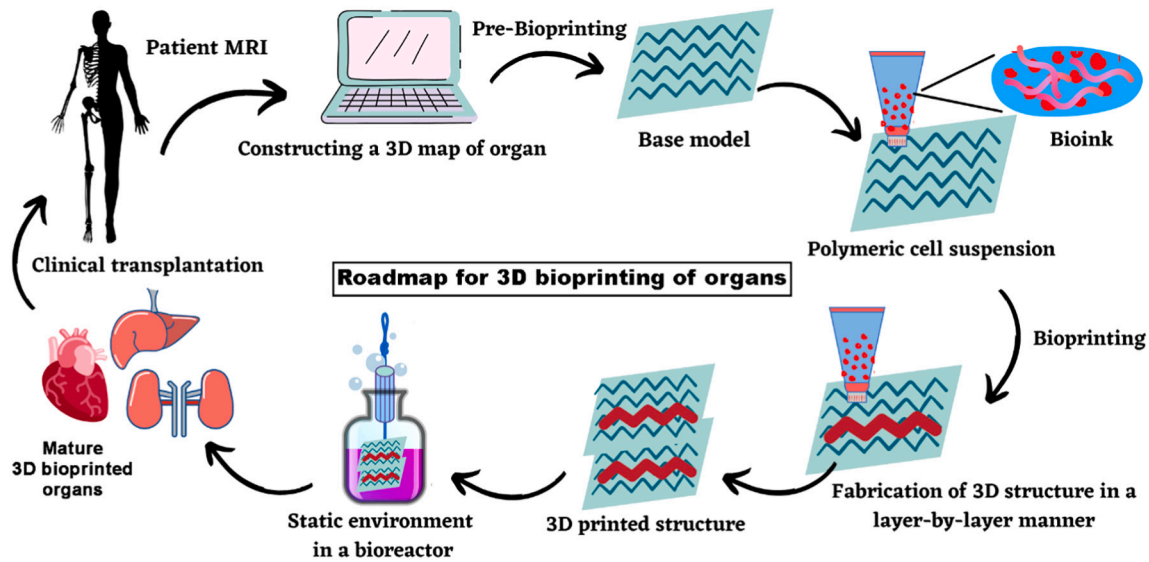 Patient MRI
Constructing a 3D map of organ
Pre-Bioprinting
Base model
Bioink
Polymeric cell suspension
Bioprinting
Fabrication of 3D structure in a
layer-by-layer manner
3D printed structure
Static environment
in a bioreactor
Mature
3D bioprinted
organs
Clinical transplantation
Roadmap for 3D bioprinting of organs